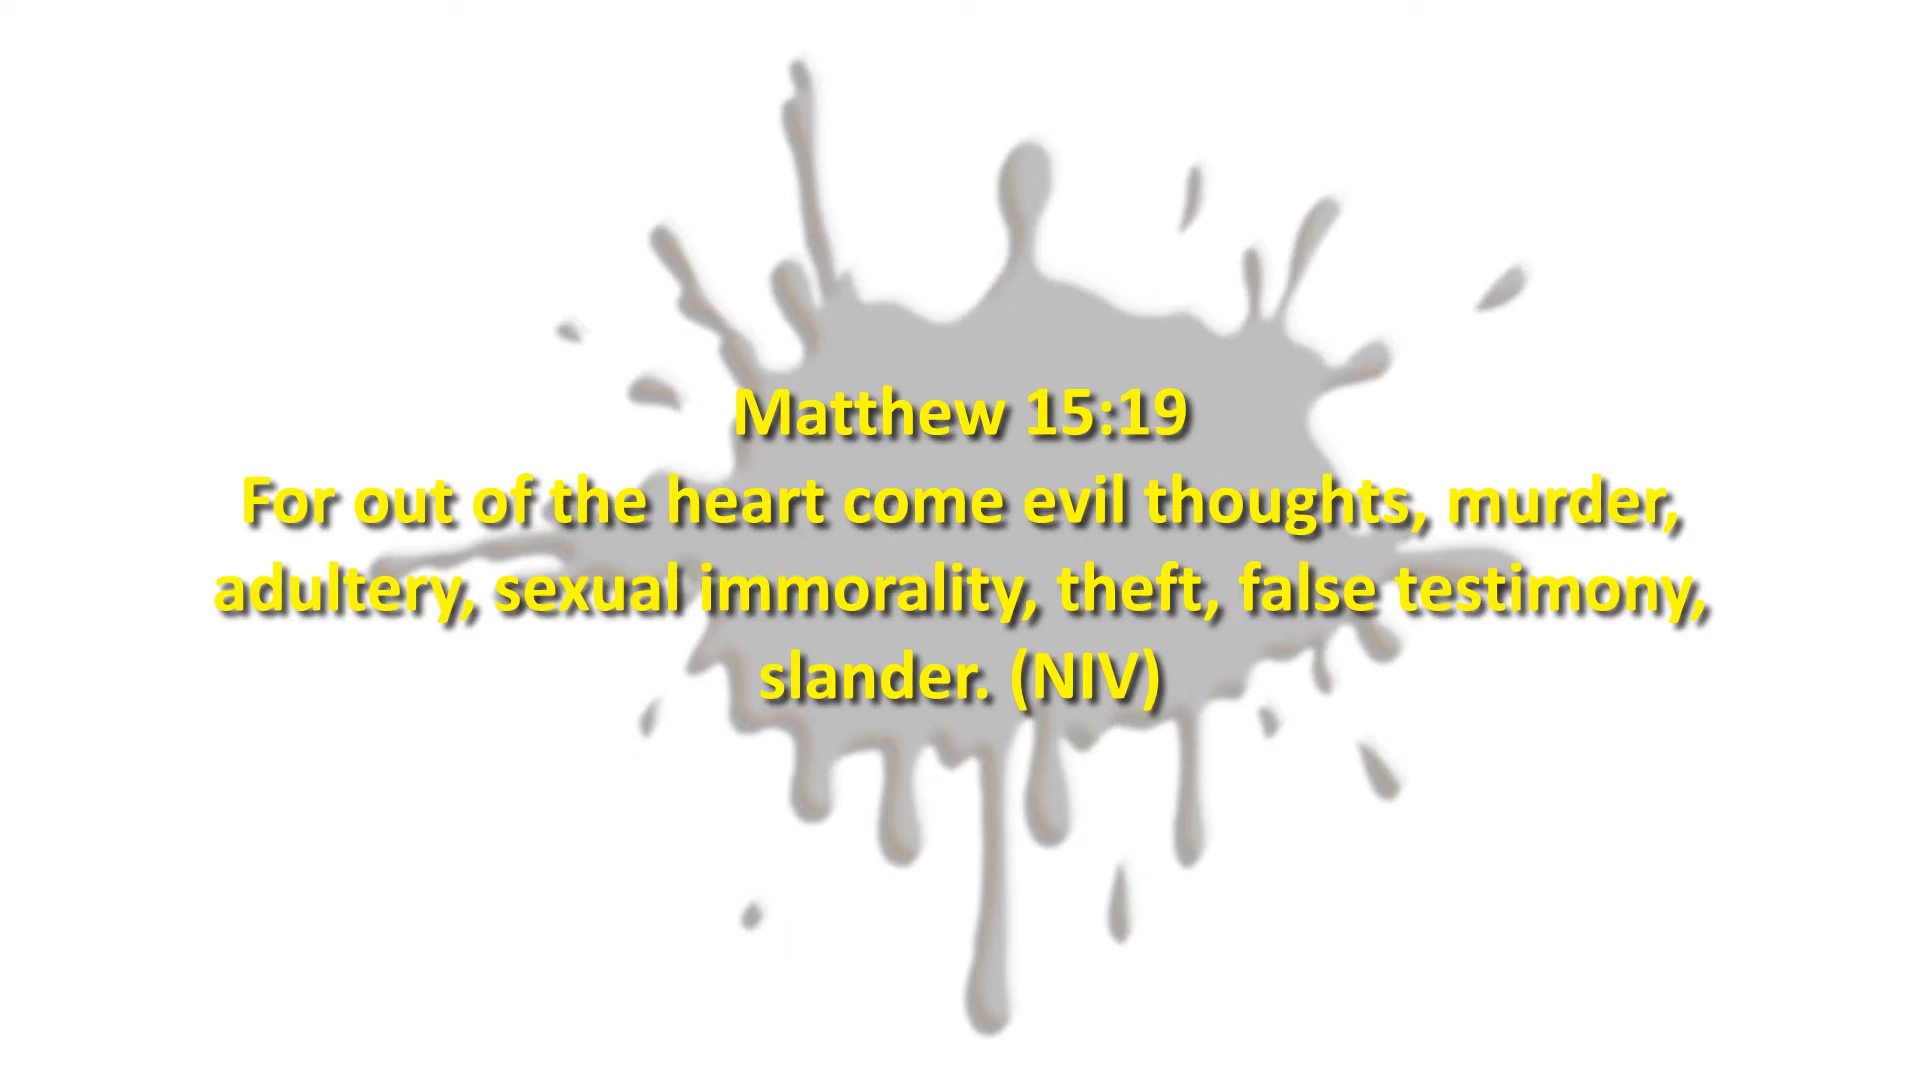 Matthew 15:19
For out of the heart come evil thoughts, murder,
adultery, sexual immorality, theft, false testimony,
slander. (NIV)